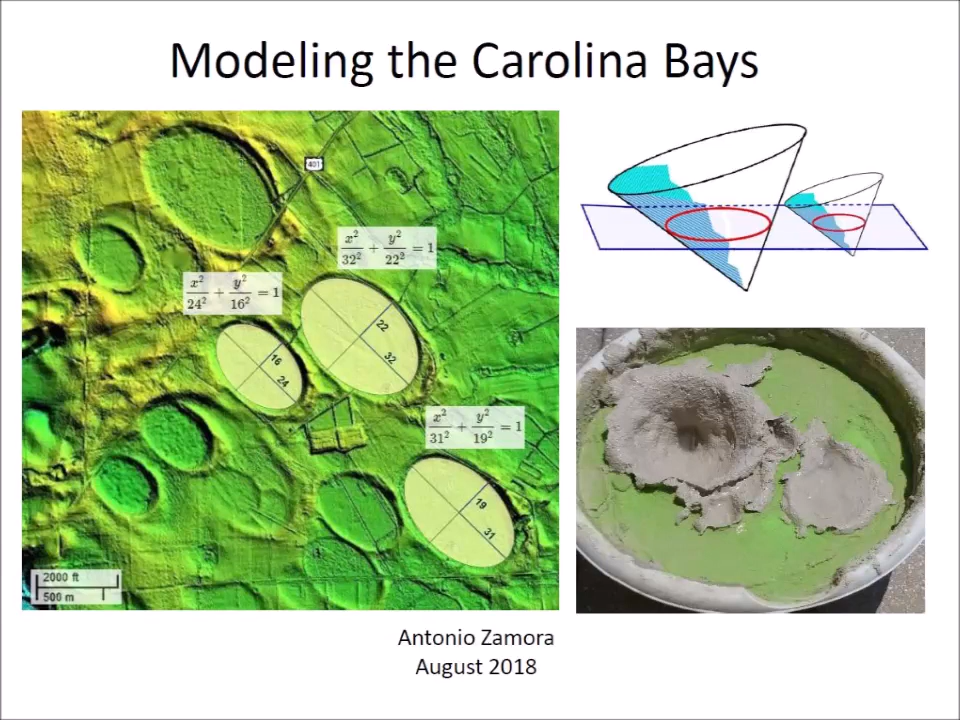 Modeling the Carolina Bays
401
x²/32² + y²/22² = 1
x²/24² + y²/16² = 1
22
32
16
24
x²/31² + y²/19² = 1
19
31
2000 ft
500 m
Antonio Zamora
August 2018